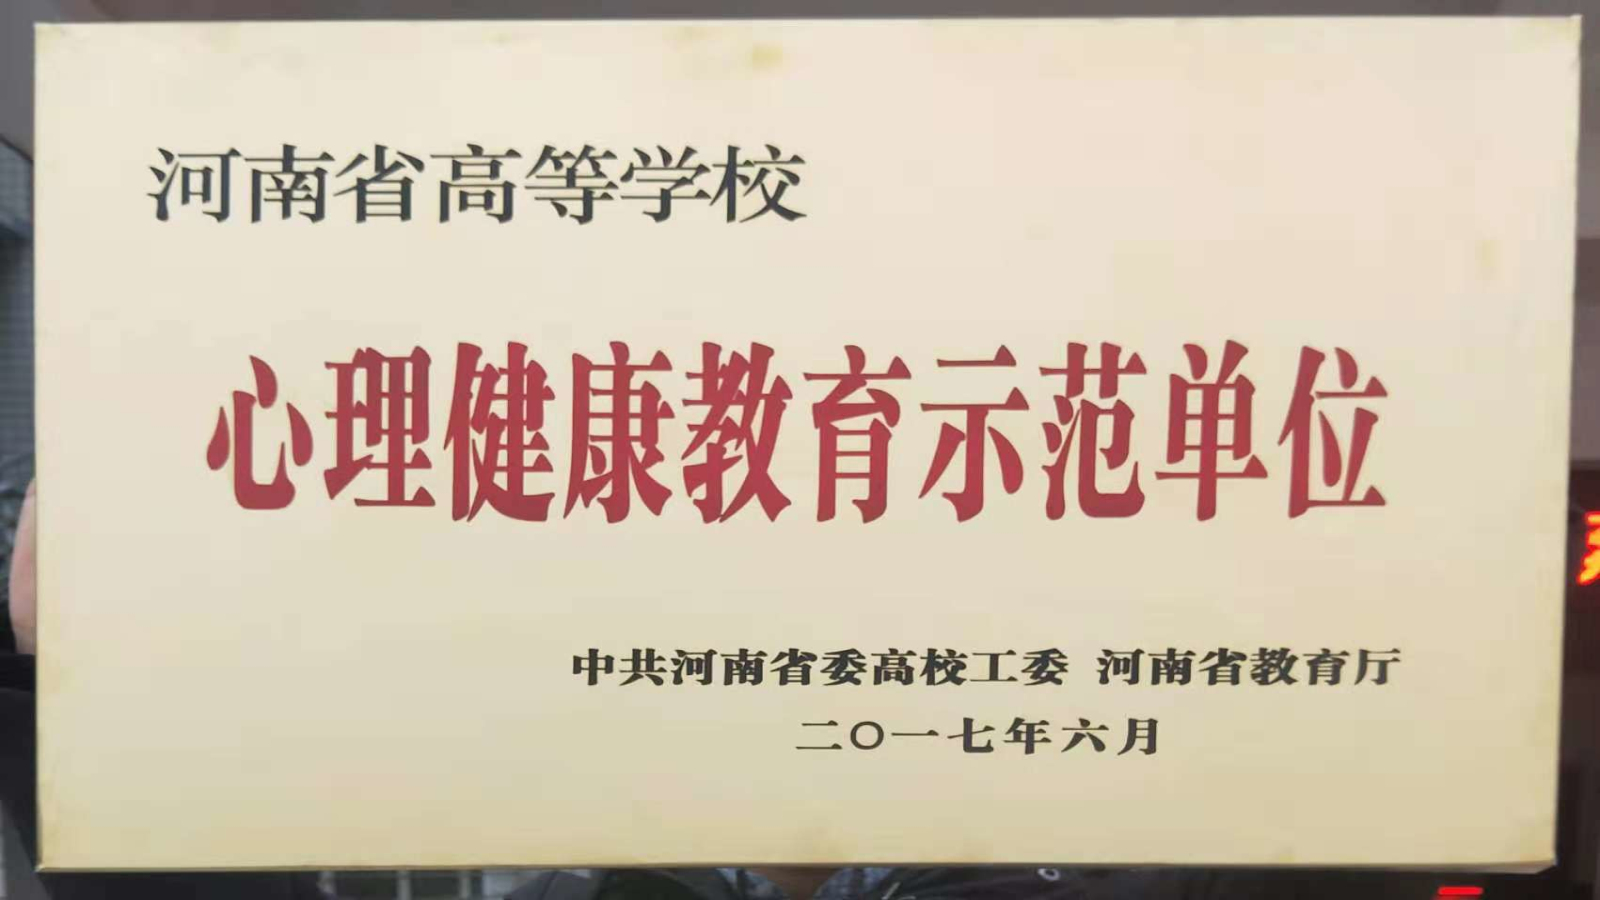 河南省高等学校
心理健康教育示范单位
中共河南省委高校工委 河南省教育厅
二〇一七年六月